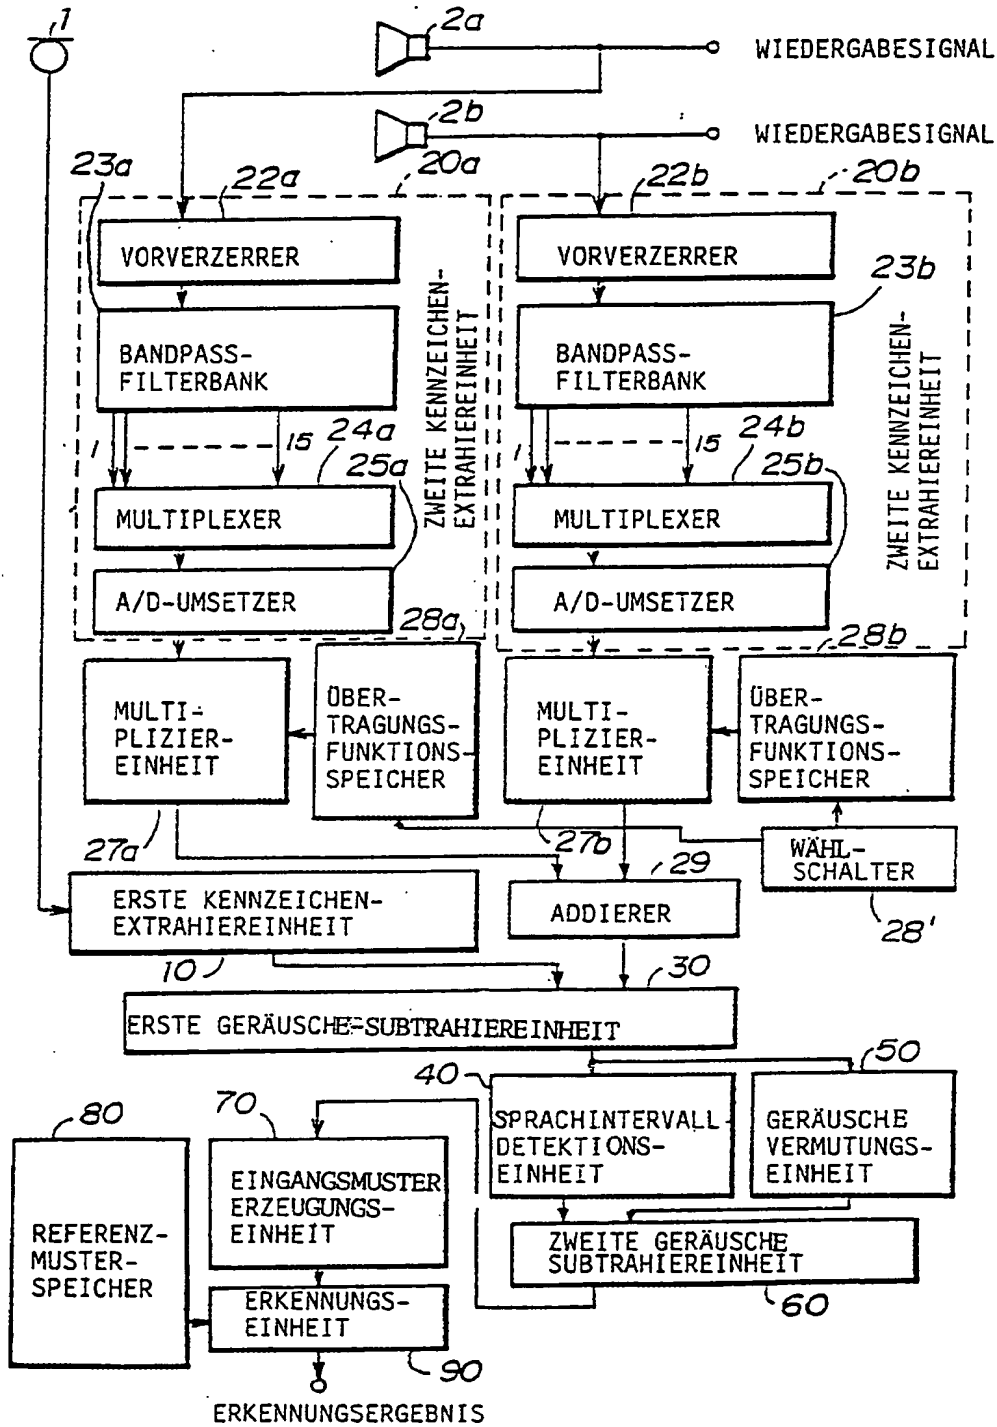 1
2a
WIEDERGABESIGNAL
2b
WIEDERGABESIGNAL
23a
22a
20a
22b
20b
VORVERZERRER
VORVERZERRER
23b
BANDPASS-
FILTERBANK
ZWEITE KENNZEICHEN-
EXTRAHIEREINHEIT
BANDPASS-
FILTERBANK
ZWEITE KENNZEICHEN-
EXTRAHIEREINHEIT
1
15
24a
25a
1
15
24b
25b
MULTIPLEXER
MULTIPLEXER
A/D-UMSETZER
A/D-UMSETZER
28a
28b
MULTI-
PLIZIER-
EINHEIT
ÜBER-
TRAGUNGS-
FUNKTIONS-
SPEICHER
MULTI-
PLIZIER-
EINHEIT
ÜBER-
TRAGUNGS-
FUNKTIONS-
SPEICHER
27a
27b
WÄHL-
SCHALTER
28'
29
ERSTE KENNZEICHEN-
EXTRAHIEREINHEIT
ADDIERER
10
30
ERSTE GERÄUSCHE-SUBTRAHIEREINHEIT
40
50
80
70
SPRACHINTERVALL-
DETEKTIONS-
EINHEIT
GERÄUSCHE
VERMUTUNGS-
EINHEIT
EINGANGSMUSTER
ERZEUGUNGS-
EINHEIT
REFERENZ-
MUSTER-
SPEICHER
ZWEITE GERÄUSCHE
SUBTRAHIEREINHEIT
60
ERKENNUNGS-
EINHEIT
90
ERKENNUNGSERGEBNIS